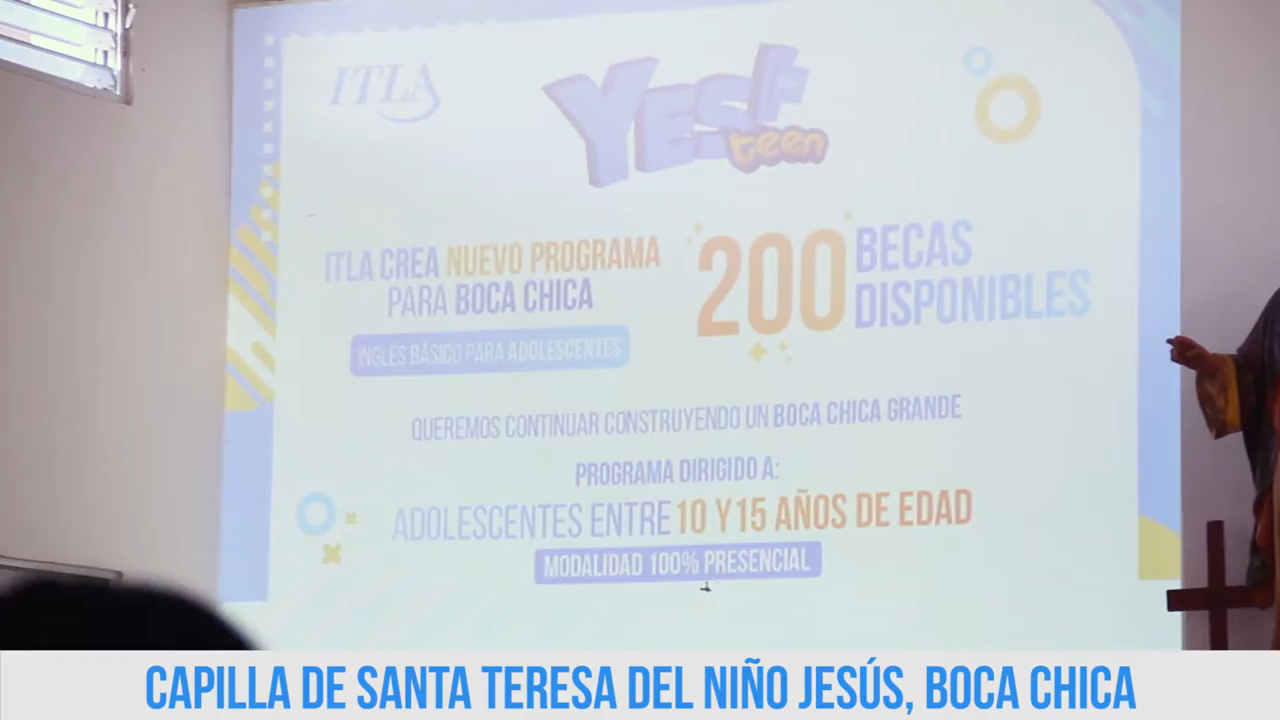 ITLA
YES
teen
ITLA CREA NUEVO PROGRAMA
PARA BOCA CHICA
INGLÉS BÁSICO PARA ADOLESCENTES
200 BECAS
DISPONIBLES
QUEREMOS CONTINUAR CONSTRUYENDO UN BOCA CHICA GRANDE
PROGRAMA DIRIGIDO A:
ADOLESCENTES ENTRE 10 Y 15 AÑOS DE EDAD
MODALIDAD 100% PRESENCIAL
CAPILLA DE SANTA TERESA DEL NIÑO JESÚS, BOCA CHICA